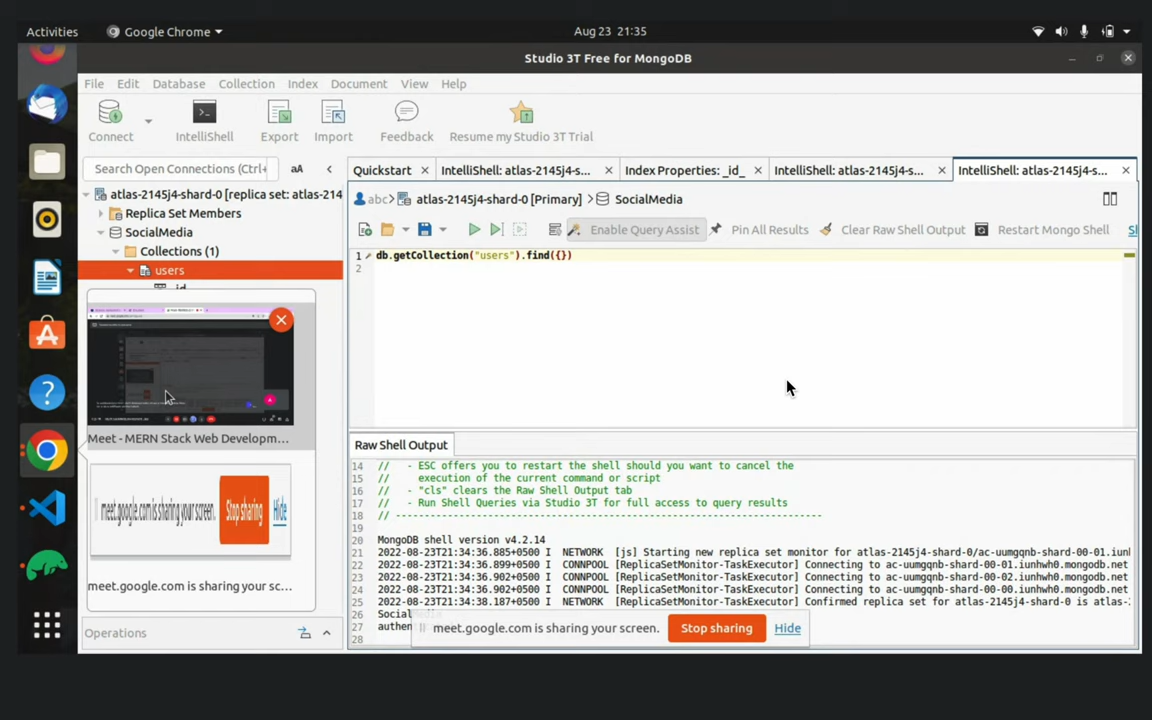 Activities Google Chrome Aug 23 21:35
Studio 3T Free for MongoDB
File Edit Database Collection Index Order Document View Help
Connect IntelliShell Export Import Feedback Resume my Studio 3T Trial
Search Open Connections (Ctrl+ aA
Quickstart IntelliShell: atlas-2145j4-s... Index Properties: _id_ IntelliShell: atlas-2145j4-s... IntelliShell: atlas-2145j4-s...
atlas-2145j4-shard-0 [replica set: atlas-214
Replica Set Members
SocialMedia
Collections (1)
users
_id
abc> atlas-2145j4-shard-0 [Primary] > SocialMedia
Enable Query Assist Pin All Results Clear Raw Shell Output Restart Mongo Shell
1 db.getCollection("users").find({})
2
Meet - MERN Stack Web Developm...
meet.google.com is sharing your screen. Stop sharing Hide
meet.google.com is sharing your sc...
Operations
Raw Shell Output
14 // - ESC offers you to restart the shell should you want to cancel the
15 // execution of the current command or script
16 // - "cls" clears the Raw Shell Output tab
17 // - Run Shell Queries via Studio 3T for full access to query results
18 // -----------------------------------------------------------------------
19
20 MongoDB shell version v4.2.14
21 2022-08-23T21:34:36.885+0500 I NETWORK [js] Starting new replica set monitor for atlas-2145j4-shard-0/ac-uumgqnb-shard-00-01.iunh
22 2022-08-23T21:34:36.899+0500 I CONNPOOL [ReplicaSetMonitor-TaskExecutor] Connecting to ac-uumgqnb-shard-00-01.iunhwh0.mongodb.net
23 2022-08-23T21:34:36.902+0500 I CONNPOOL [ReplicaSetMonitor-TaskExecutor] Connecting to ac-uumgqnb-shard-00-02.iunhwh0.mongodb.net
24 2022-08-23T21:34:36.902+0500 I CONNPOOL [ReplicaSetMonitor-TaskExecutor] Connecting to ac-uumgqnb-shard-00-00.iunhwh0.mongodb.net
25 2022-08-23T21:34:38.187+0500 I NETWORK [ReplicaSetMonitor-TaskExecutor] Confirmed replica set for atlas-2145j4-shard-0 is atlas-2
26 Social
27 authen
28
meet.google.com is sharing your screen. Stop sharing Hide